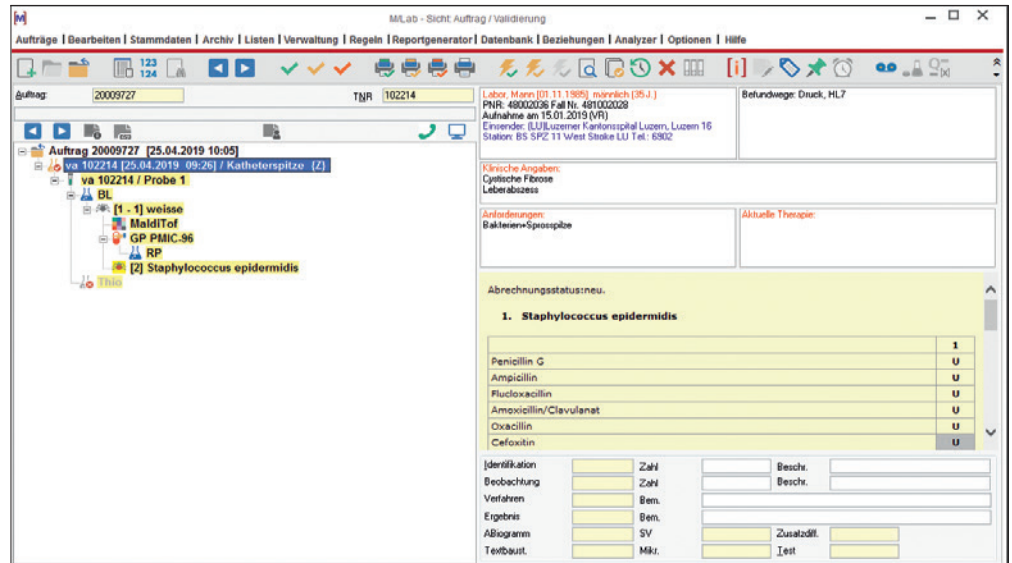 [M]
M/Lab - Sicht: Auftrag / Validierung
Aufträge | Bearbeiten | Stammdaten | Archiv | Listen | Verwaltung | Regeln | Reportgenerator | Datenbank | Beziehungen | Analyzer | Optionen | Hilfe
123
124
[i]
Auftrag: 20009727 TNR 102214
CSS
Auftrag 20009727 [25.04.2019 10:05]
va 102214 [25.04.2019 09:26] / Katheterspitze {Z}
va 102214 / Probe 1
BL
[1 - 1] weisse
MaldiTof
GP PMIC-96
RP
[2] Staphylococcus epidermidis
Thio
Labor, Mann [01.11.1985] männlich (35 J.)
PNR: 48002036 Fall Nr. 481002028
Aufnahme am 15.01.2019 (VR)
Einsender: (LU)Luzerner Kantonsspital Luzern, Luzern 16
Station: BS SPZ 11 West Stroke LU Tel.: 6902
Befundwege: Druck, HL7
Klinische Angaben:
Cystische Fibrose
Leberabszess
Anforderungen:
Bakterien+Sprosspilze
Aktuelle Therapie:
Abrechnungsstatus:neu.
1. Staphylococcus epidermidis
1
Penicillin G U
Ampicillin U
Flucloxacillin U
Amoxicillin/Clavulanat U
Oxacillin U
Cefoxitin U
Identifikation Zahl Beschr.
Beobachtung Zahl Beschr.
Verfahren Bem.
Ergebnis Bem.
ABiogramm SV Zusatzdiff.
Textbaust. Mikr. Test